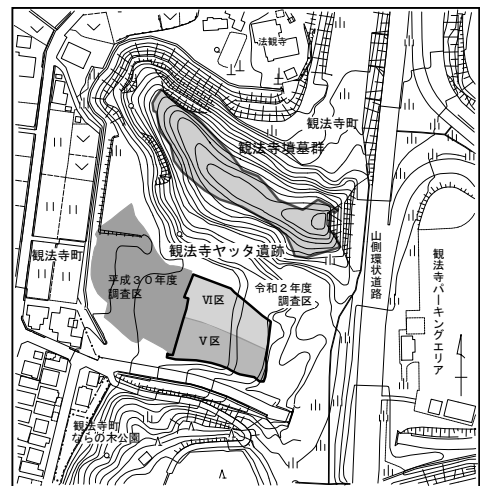 法観寺
観法寺町
観法寺墳墓群
観法寺ヤッタ遺跡
観法寺町
平成３０年度
調査区
令和２年度
調査区
Ⅵ区
Ⅴ区
山側環状道路
観法寺パーキングエリア
観法寺町
ならの木公園